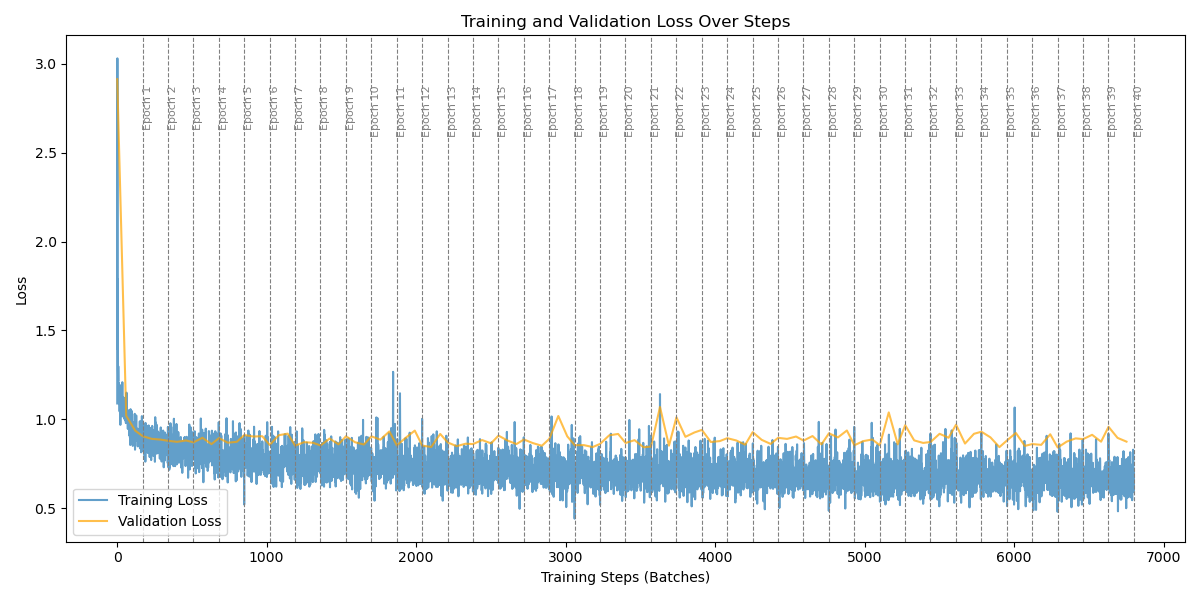 Training and Validation Loss Over Steps
Loss
3.0
2.5
2.0
1.5
1.0
0.5
Epoch 1
Epoch 2
Epoch 3
Epoch 4
Epoch 5
Epoch 6
Epoch 7
Epoch 8
Epoch 9
Epoch 10
Epoch 11
Epoch 12
Epoch 13
Epoch 14
Epoch 15
Epoch 16
Epoch 17
Epoch 18
Epoch 19
Epoch 20
Epoch 21
Epoch 22
Epoch 23
Epoch 24
Epoch 25
Epoch 26
Epoch 27
Epoch 28
Epoch 29
Epoch 30
Epoch 31
Epoch 32
Epoch 33
Epoch 34
Epoch 35
Epoch 36
Epoch 37
Epoch 38
Epoch 39
Epoch 40
Training Loss
Validation Loss
0
1000
2000
3000
4000
5000
6000
7000
Training Steps (Batches)